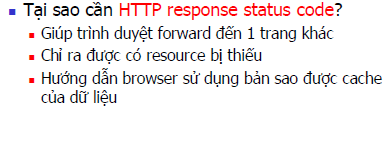 Tại sao cần HTTP response status code?
Giúp trình duyệt forward đến 1 trang khác
Chỉ ra được có resource bị thiếu
Hướng dẫn browser sử dụng bản sao được cache
của dữ liệu